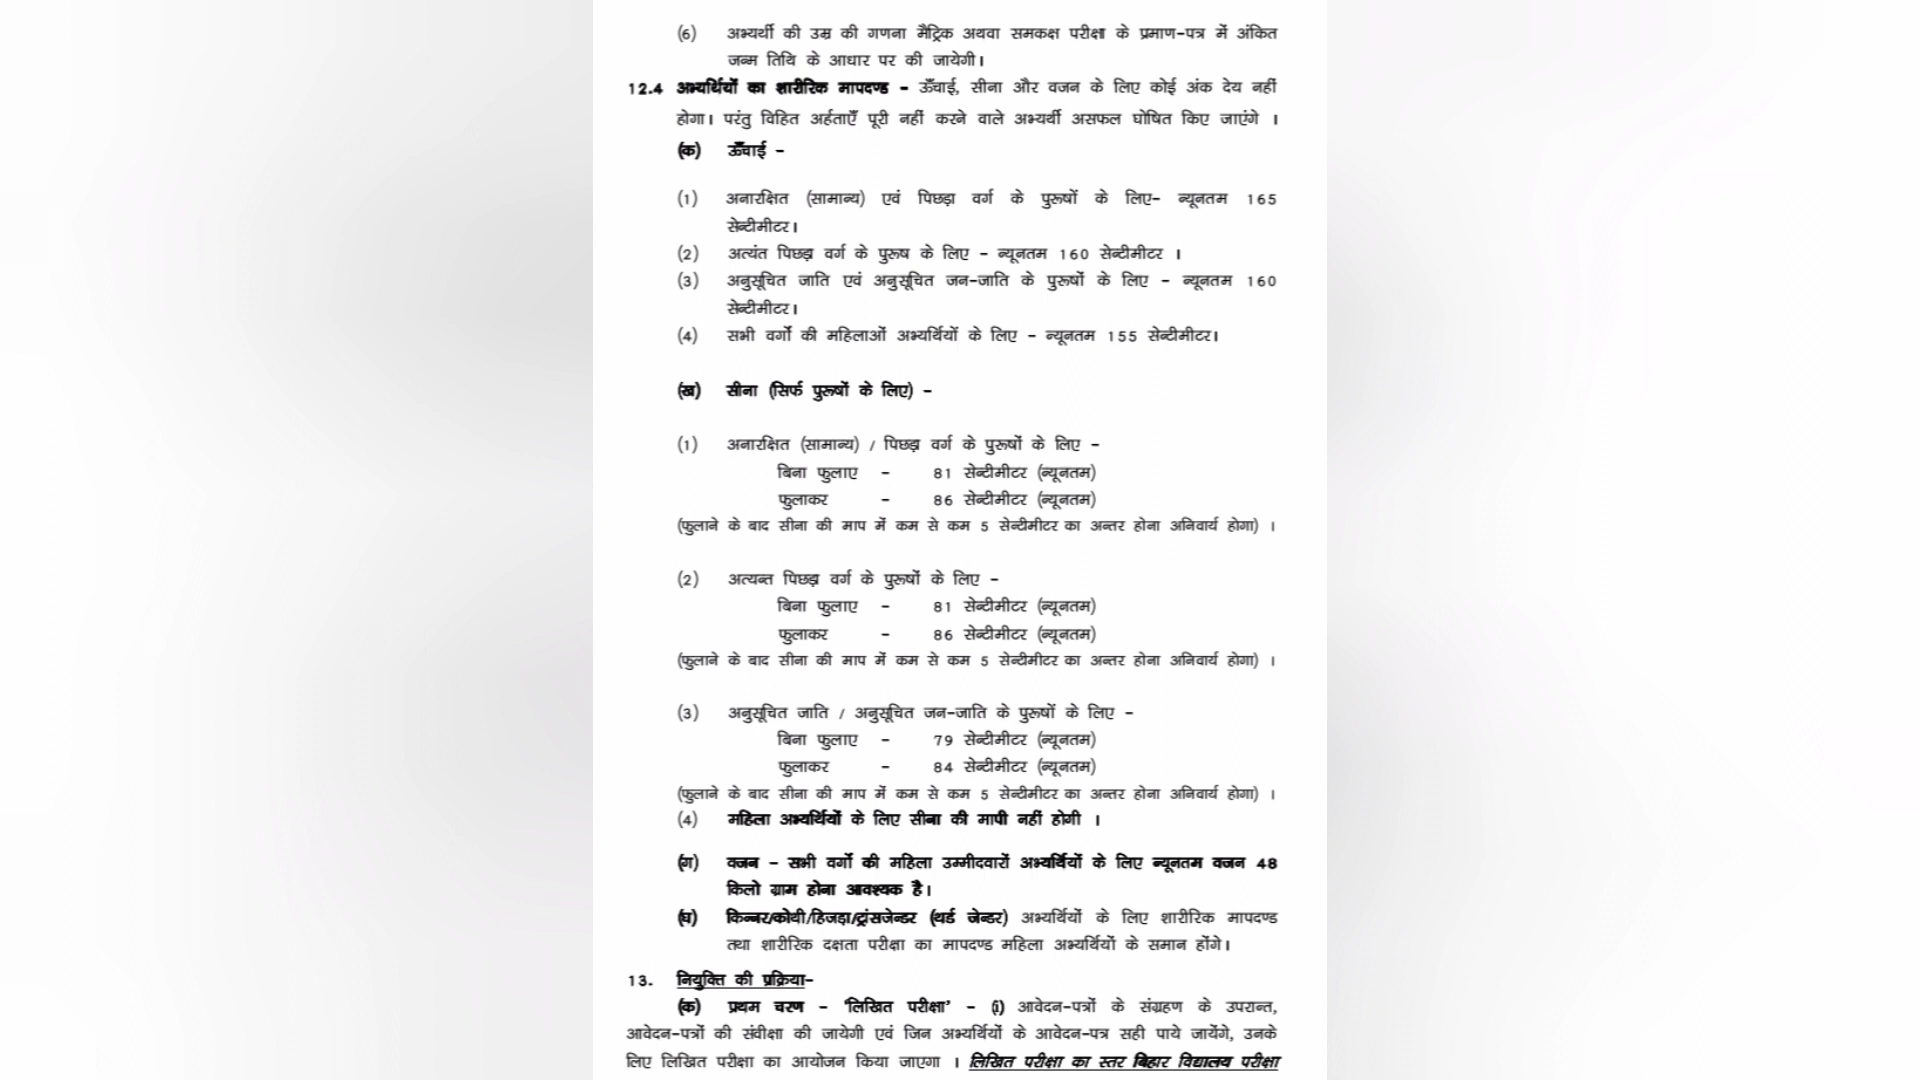 (6) अभ्यर्थी की उम्र की गणना मैट्रिक अथवा समकक्ष परीक्षा के प्रमाण-पत्र में अंकित
जन्म तिथि के आधार पर की जायेगी।
12.4 अभ्यर्थियों का शारीरिक मापदण्ड - ऊँचाई, सीना और वजन के लिए कोई अंक देय नहीं
होगा। परंतु विहित अर्हताएँ पूरी नहीं करने वाले अभ्यर्थी असफल घोषित किए जाएंगे ।
(क) ऊँचाई -
(1) अनारक्षित (सामान्य) एवं पिछड़ा वर्ग के पुरूषों के लिए- न्यूनतम 165
सेन्टीमीटर।
(2) अत्यंत पिछड़ा वर्ग के पुरूष के लिए - न्यूनतम 160 सेन्टीमीटर ।
(3) अनुसूचित जाति एवं अनुसूचित जन-जाति के पुरूषों के लिए - न्यूनतम 160
सेन्टीमीटर।
(4) सभी वर्गों की महिलाओं अभ्यर्थियों के लिए - न्यूनतम 155 सेन्टीमीटर।
(ख) सीना (सिर्फ पुरूषों के लिए) -
(1) अनारक्षित (सामान्य) / पिछड़ा वर्ग के पुरूषों के लिए -
बिना फुलाए - 81 सेन्टीमीटर (न्यूनतम)
फुलाकर - 86 सेन्टीमीटर (न्यूनतम)
(फुलाने के बाद सीना की माप में कम से कम 5 सेन्टीमीटर का अन्तर होना अनिवार्य होगा) ।
(2) अत्यन्त पिछड़ा वर्ग के पुरूषों के लिए -
बिना फुलाए - 81 सेन्टीमीटर (न्यूनतम)
फुलाकर - 86 सेन्टीमीटर (न्यूनतम)
(फुलाने के बाद सीना की माप में कम से कम 5 सेन्टीमीटर का अन्तर होना अनिवार्य होगा) ।
(3) अनुसूचित जाति / अनुसूचित जन-जाति के पुरूषों के लिए -
बिना फुलाए - 79 सेन्टीमीटर (न्यूनतम)
फुलाकर - 84 सेन्टीमीटर (न्यूनतम)
(फुलाने के बाद सीना की माप में कम से कम 5 सेन्टीमीटर का अन्तर होना अनिवार्य होगा) ।
(4) महिला अभ्यर्थियों के लिए सीना की मापी नहीं होगी ।
(ग) वजन - सभी वर्गों की महिला उम्मीदवारों अभ्यर्थियों के लिए न्यूनतम वजन 48
किलो ग्राम होना आवश्यक है।
(घ) किन्नर/कोथी/हिजड़ा/ट्रांसजेन्डर (थर्ड जेन्डर) अभ्यर्थियों के लिए शारीरिक मापदण्ड
तथा शारीरिक दक्षता परीक्षा का मापदण्ड महिला अभ्यर्थियों के समान होंगे।
13. नियुक्ति की प्रक्रिया-
(क) प्रथम चरण - 'लिखित परीक्षा' - (i) आवेदन-पत्रों के संग्रहण के उपरान्त,
आवेदन-पत्रों की संवीक्षा की जायेगी एवं जिन अभ्यर्थियों के आवेदन-पत्र सही पाये जायेंगे, उनके
लिए लिखित परीक्षा का आयोजन किया जाएगा । लिखित परीक्षा का स्तर बिहार विद्यालय परीक्षा